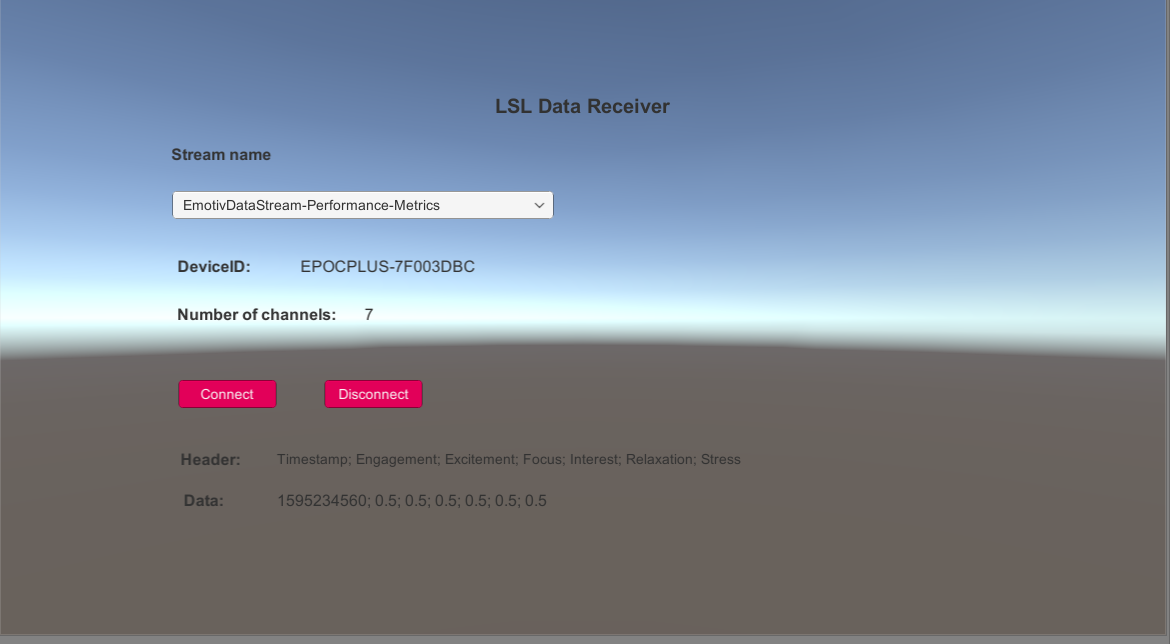 LSL Data Receiver
Stream name
EmotivDataStream-Performance-Metrics
DeviceID: EPOCPLUS-7F003DBC
Number of channels: 7
Connect Disconnect
Header: Timestamp; Engagement; Excitement; Focus; Interest; Relaxation; Stress
Data: 1595234560; 0.5; 0.5; 0.5; 0.5; 0.5; 0.5